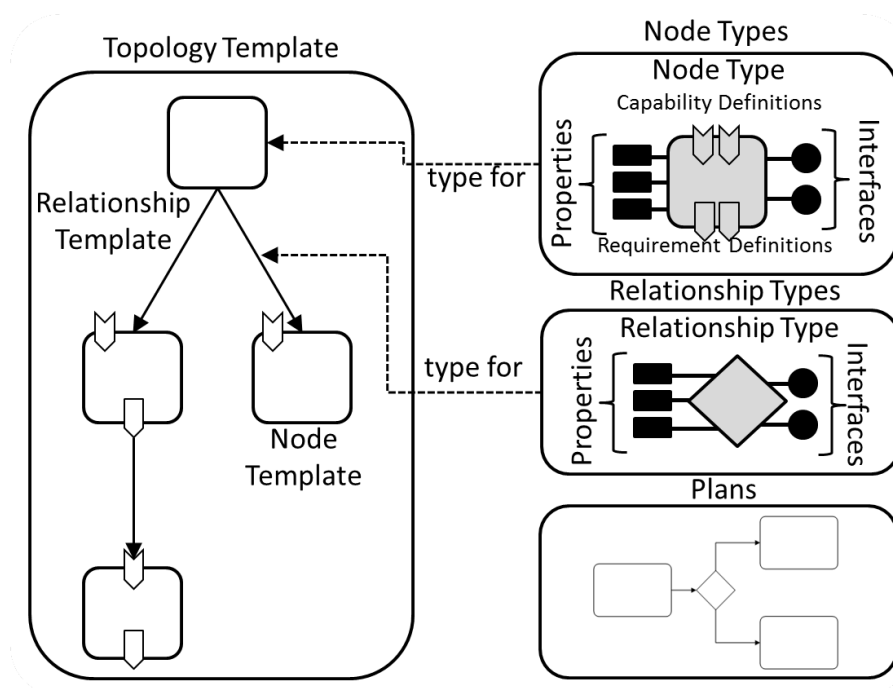 Topology Template
Relationship
Template
Node
Template
type for
type for
Node Types
Node Type
Capability Definitions
Properties
Interfaces
Requirement Definitions
Relationship Types
Relationship Type
Properties
Interfaces
Plans